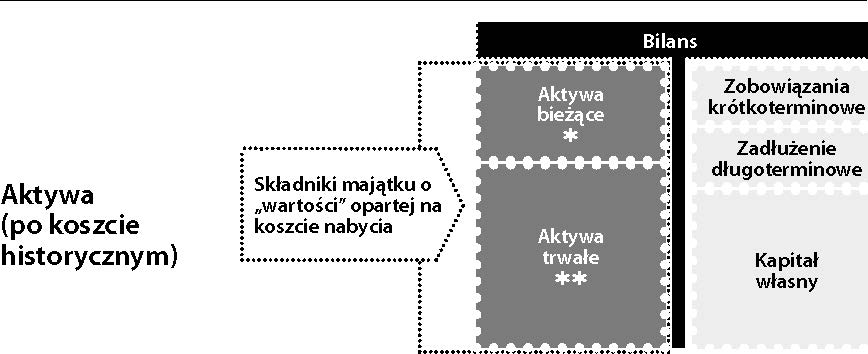 Bilans
Aktywa
(po koszcie
historycznym)
Składniki majątku o
„wartości” opartej na
koszcie nabycia
Aktywa
bieżące
*
Aktywa
trwałe
**
Zobowiązania
krótkoterminowe
Zadłużenie
długoterminowe
Kapitał
własny